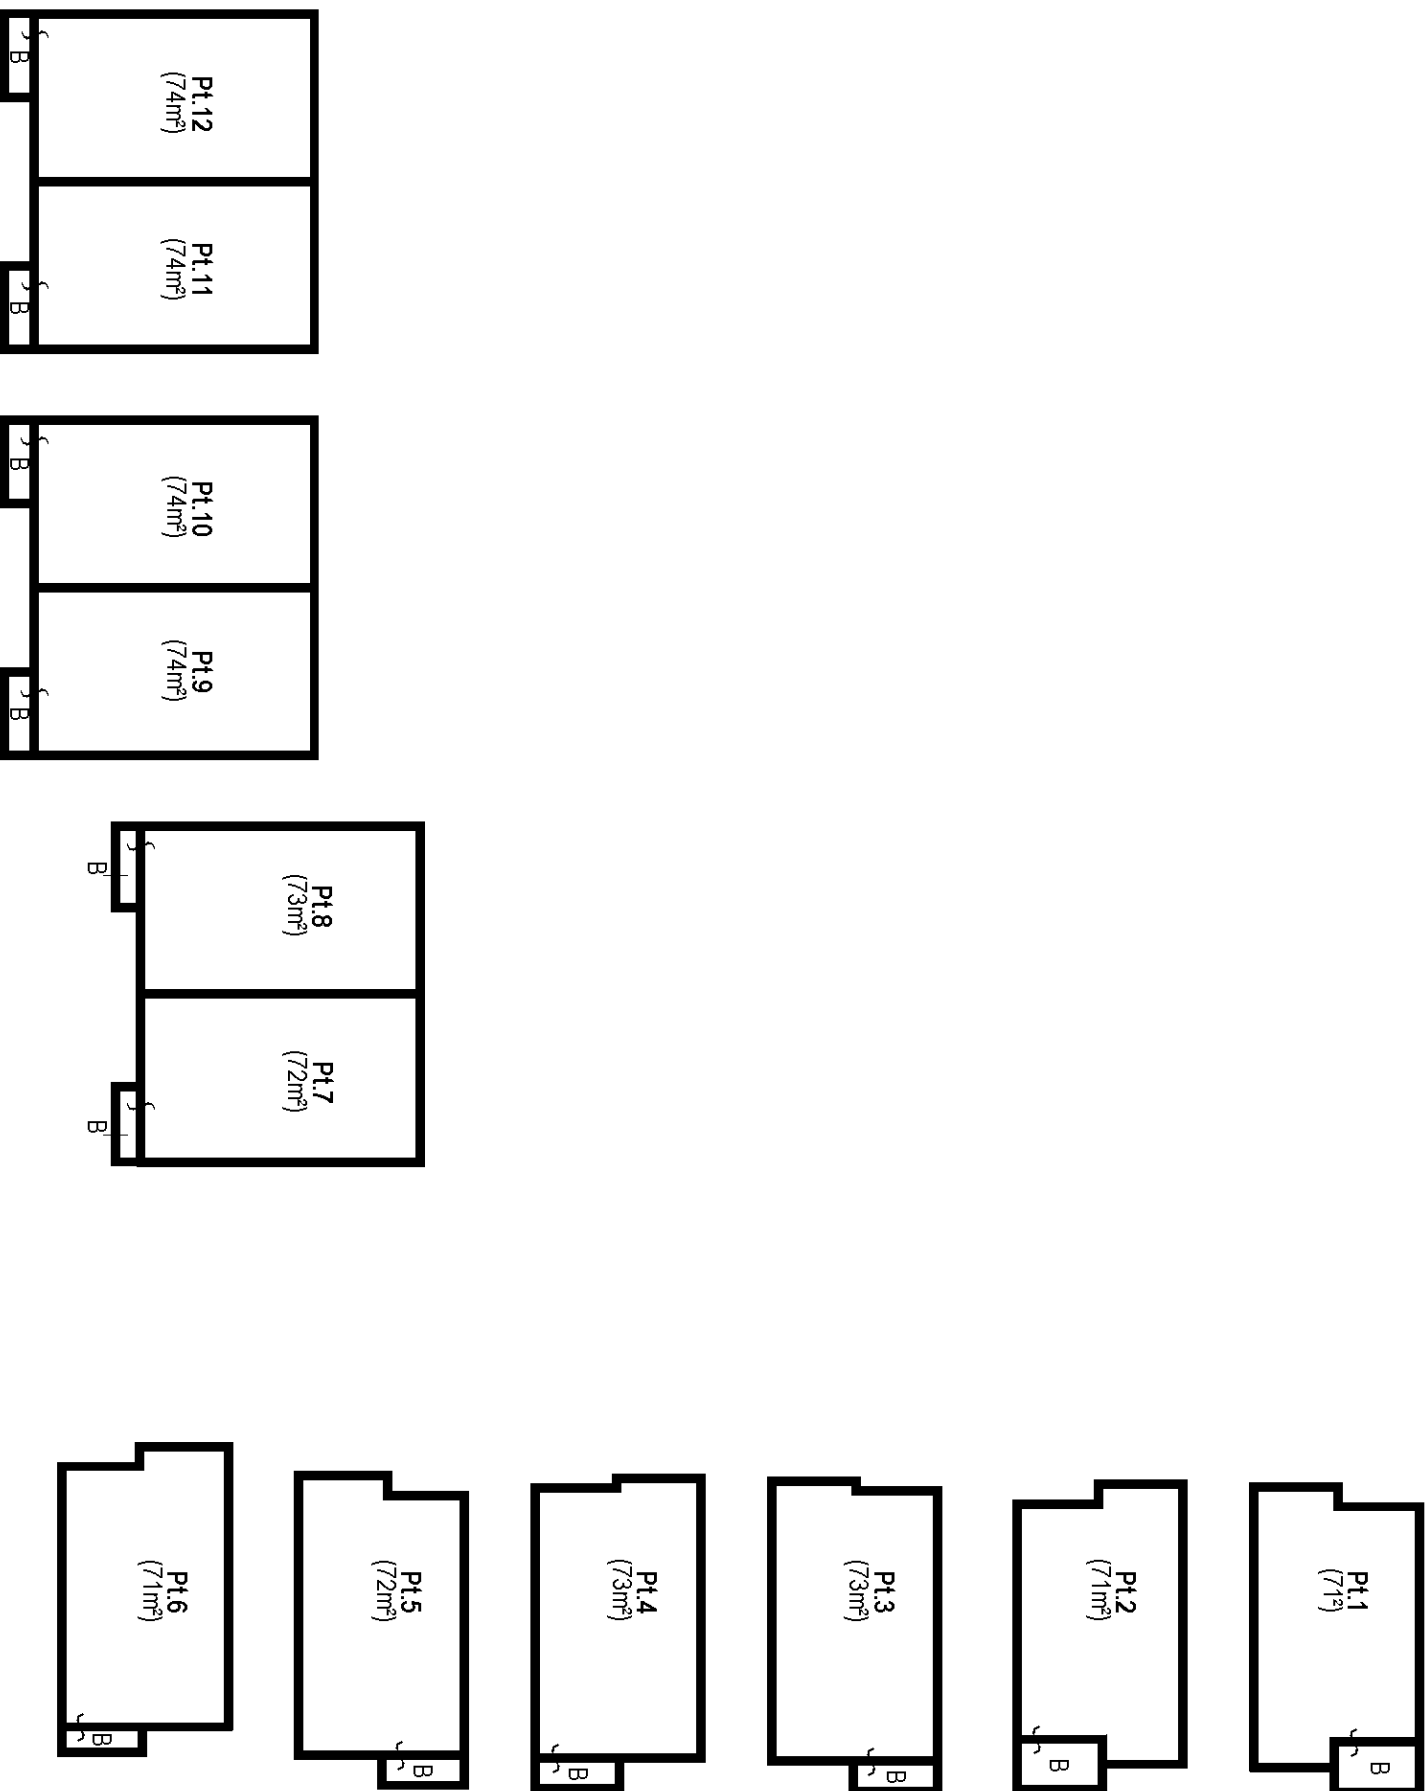 B
Pt.12
(74m²)
Pt.11
(74m²)
B
B
Pt.10
(74m²)
Pt.9
(74m²)
B
B
Pt.8
(73m²)
Pt.7
(72m²)
B
Pt.6
(71m²)
B
Pt.5
(72m²)
B
Pt.4
(73m²)
B
Pt.3
(73m²)
B
Pt.2
(71m²)
B
Pt.1
(71²)
B